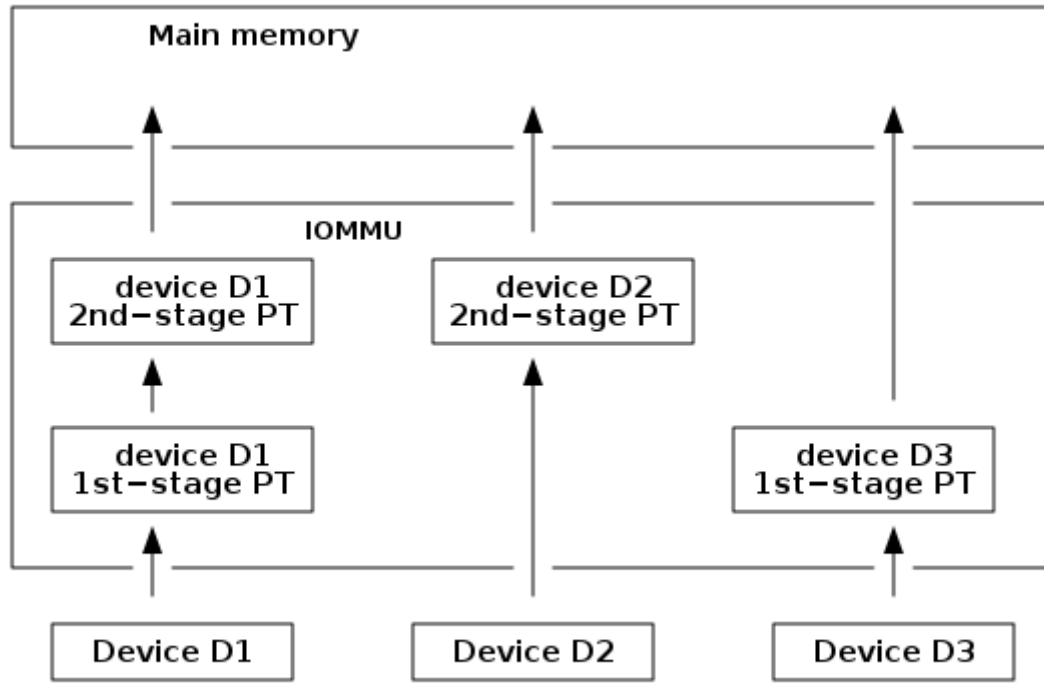 Main memory
IOMMU
device D1
2nd−stage PT
device D2
2nd−stage PT
device D1
1st−stage PT
device D3
1st−stage PT
Device D1
Device D2
Device D3